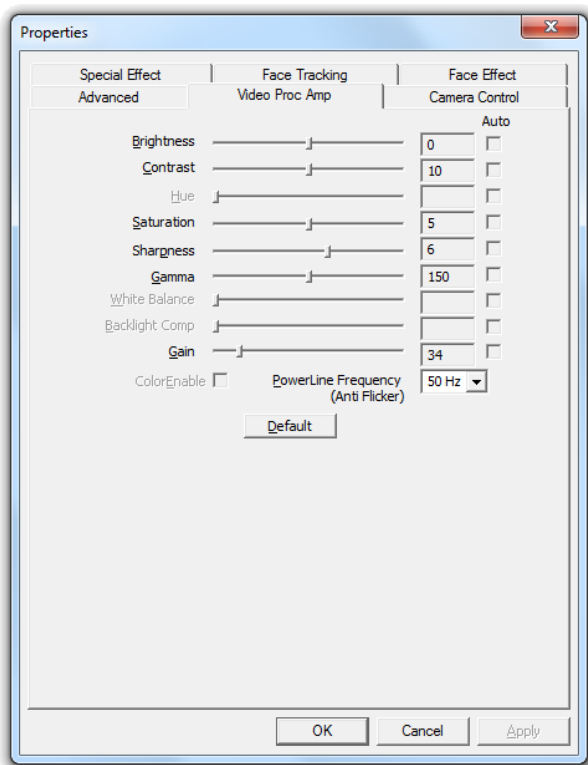 Properties
Special Effect Face Tracking Face Effect
Advanced Video Proc Amp Camera Control
Auto
Brightness 0
Contrast 10
Hue
Saturation 5
Sharpness 6
Gamma 150
White Balance
Backlight Comp
Gain 34
ColorEnable PowerLine Frequency 50 Hz
(Anti Flicker)
Default
OK Cancel Apply